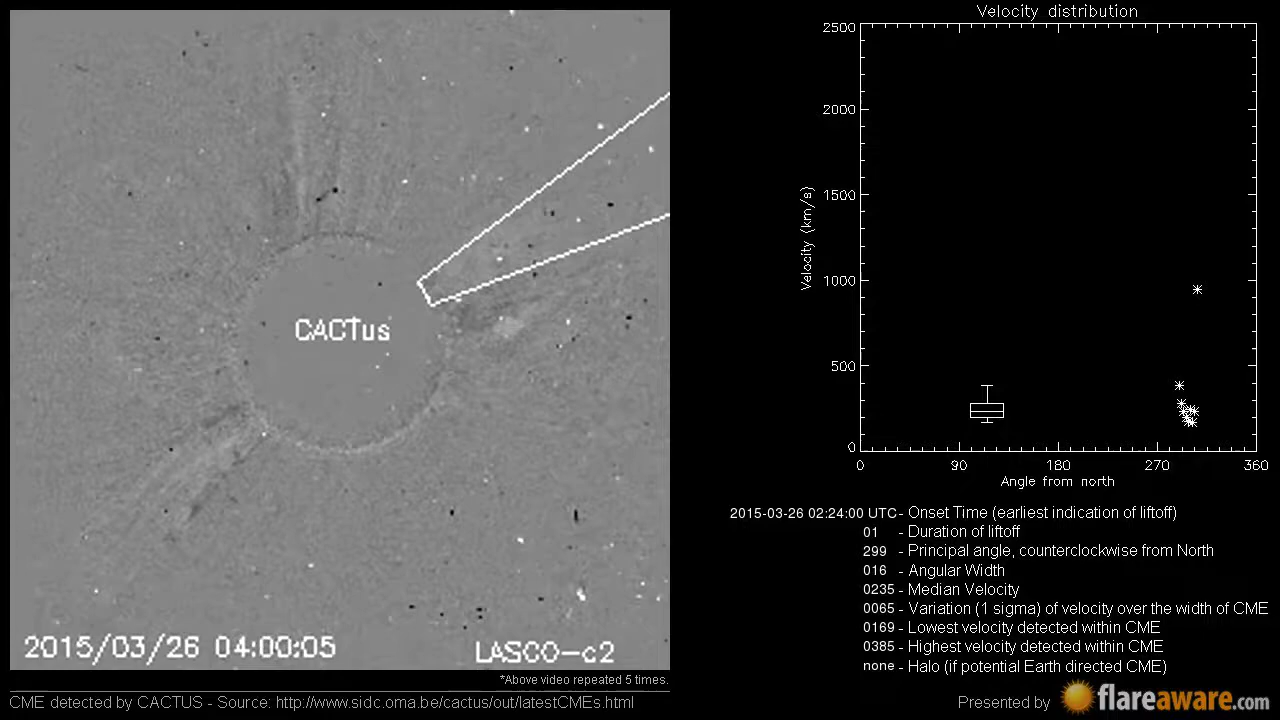 CACTus
2015/03/26 04:00:05
LASCO-c2
*Above video repeated 5 times.
CME detected by CACTUS - Source: http://www.sidc.oma.be/cactus/out/latestCMEs.html
Velocity distribution
2500
2000
1500
1000
500
0
Velocity (km/s)
0 90 180 270 360
Angle from north
2015-03-26 02:24:00 UTC - Onset Time (earliest indication of liftoff)
01 - Duration of liftoff
299 - Principal angle, counterclockwise from North
016 - Angular Width
0235 - Median Velocity
0065 - Variation (1 sigma) of velocity over the width of CME
0169 - Lowest velocity detected within CME
0385 - Highest velocity detected within CME
none - Halo (if potential Earth directed CME)
Presented by flareaware.com